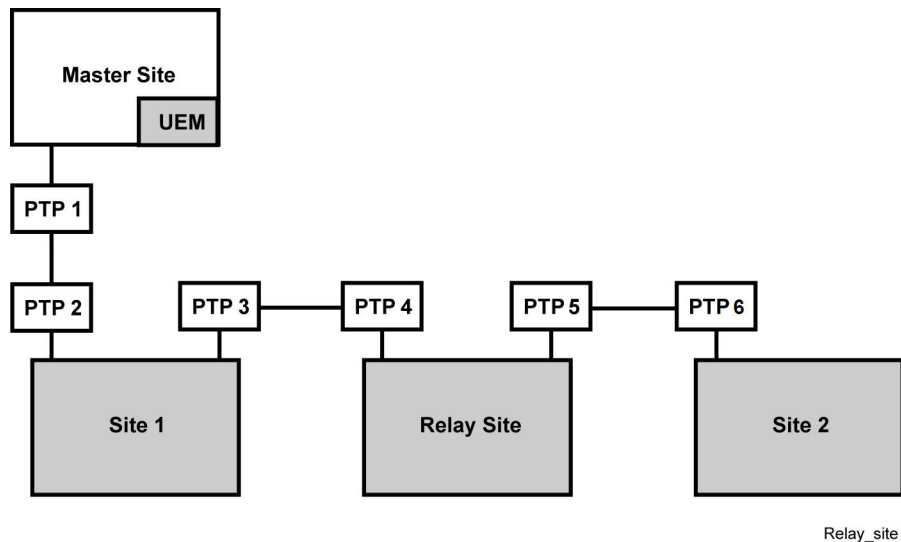 Master Site
UEM
PTP 1
PTP 2
PTP 3
PTP 4
PTP 5
PTP 6
Site 1
Relay Site
Site 2
Relay_site